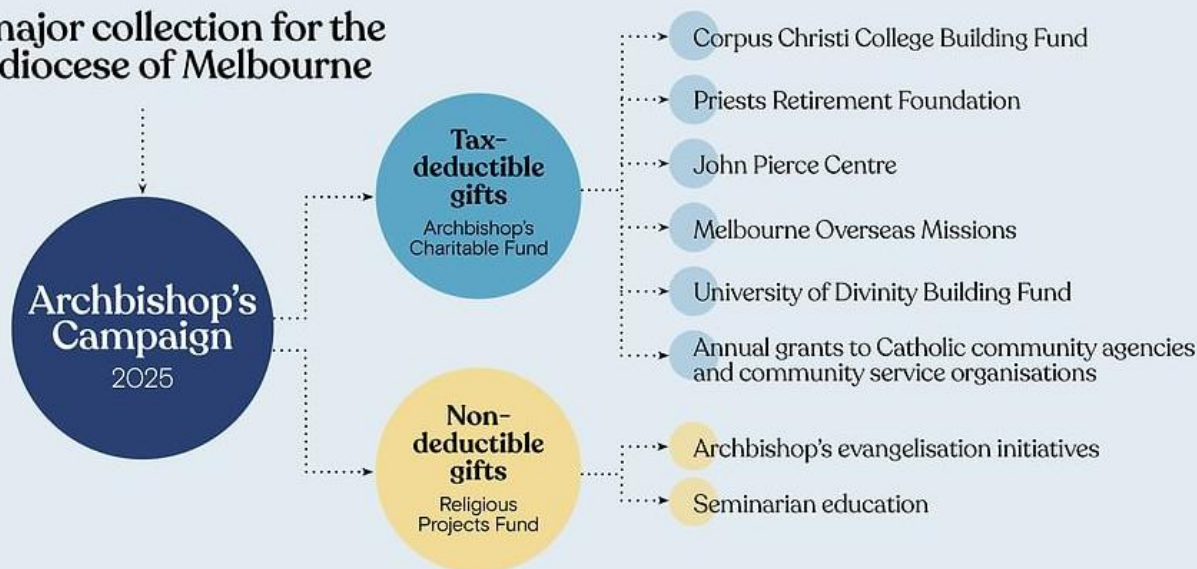 major collection for the
diocese of Melbourne
Archbishop's
Campaign
2025
Tax-
deductible
gifts
Archbishop's
Charitable Fund
Corpus Christi College Building Fund
Priests Retirement Foundation
John Pierce Centre
Melbourne Overseas Missions
University of Divinity Building Fund
Annual grants to Catholic community agencies
and community service organisations
Non-
deductible
gifts
Religious
Projects Fund
Archbishop's evangelisation initiatives
Seminarian education